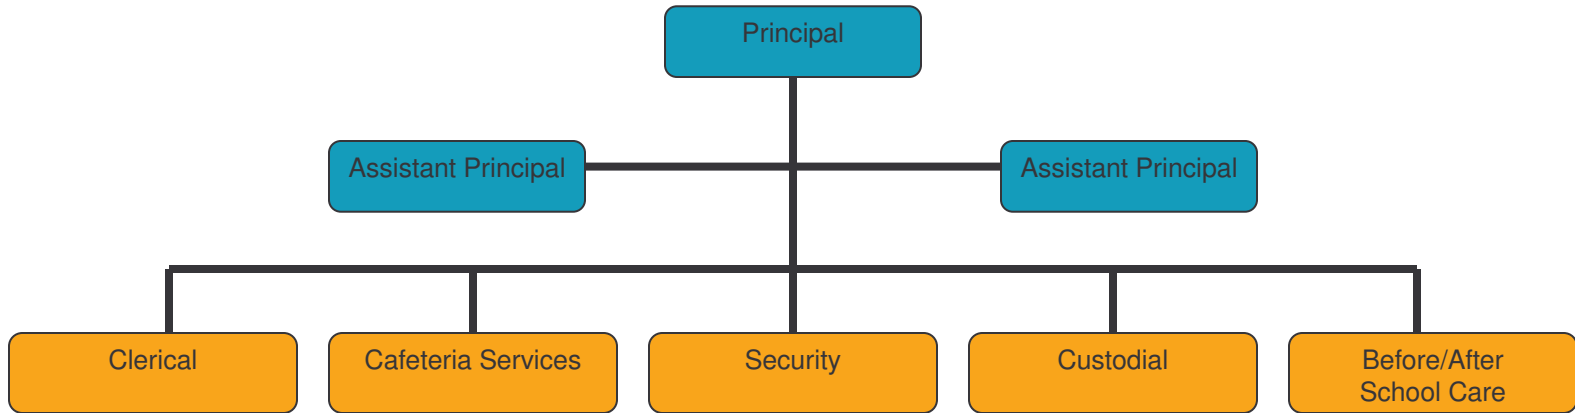 Principal
Assistant Principal
Assistant Principal
Clerical
Cafeteria Services
Security
Custodial
Before/After
School Care